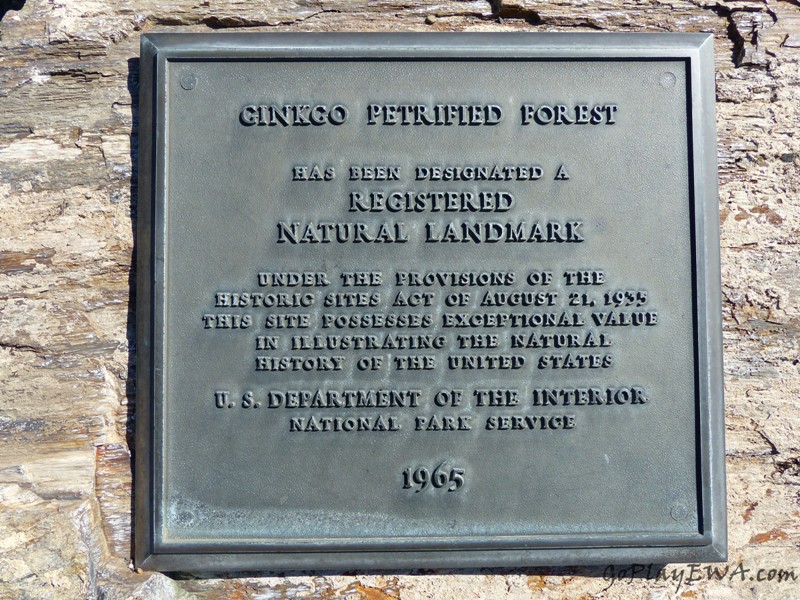 GINKGO PETRIFIED FOREST
HAS BEEN DESIGNATED A
REGISTERED
NATURAL LANDMARK
UNDER THE PROVISIONS OF THE
HISTORIC SITES ACT OF AUGUST 21, 1935
THIS SITE POSSESSES EXCEPTIONAL VALUE
IN ILLUSTRATING THE NATURAL
HISTORY OF THE UNITED STATES
U. S. DEPARTMENT OF THE INTERIOR
NATIONAL PARK SERVICE
1965
GoPlayEWA.com